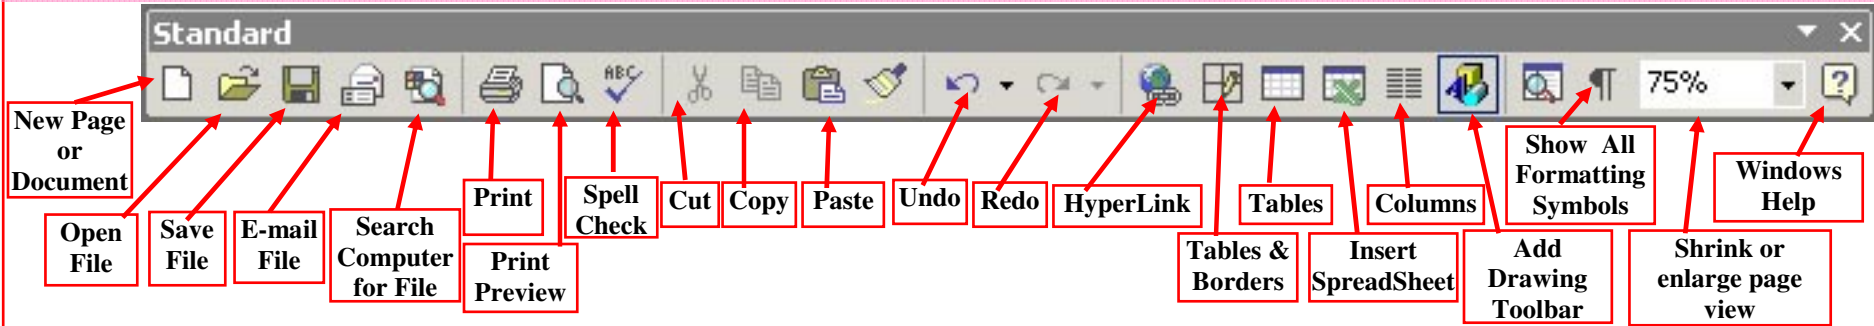 Standard
ABC
75%
New Page
or
Document
Open
File
Save
File
E-mail
File
Search
Computer
for File
Print
Print
Preview
Spell
Check
Cut
Copy
Paste
Undo
Redo
HyperLink
Tables &
Borders
Tables
Insert
SpreadSheet
Columns
Add
Drawing
Toolbar
Show All
Formatting
Symbols
Shrink or
enlarge page
view
Windows
Help